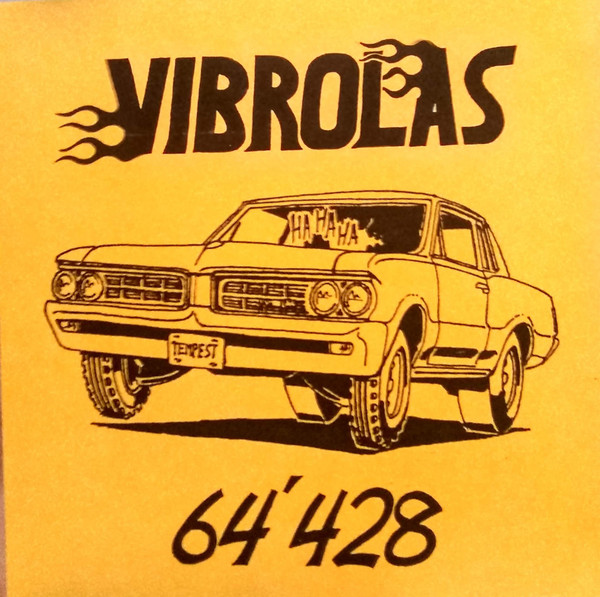 VIBROLAS
HA HA HA
TEMPEST
64' 428